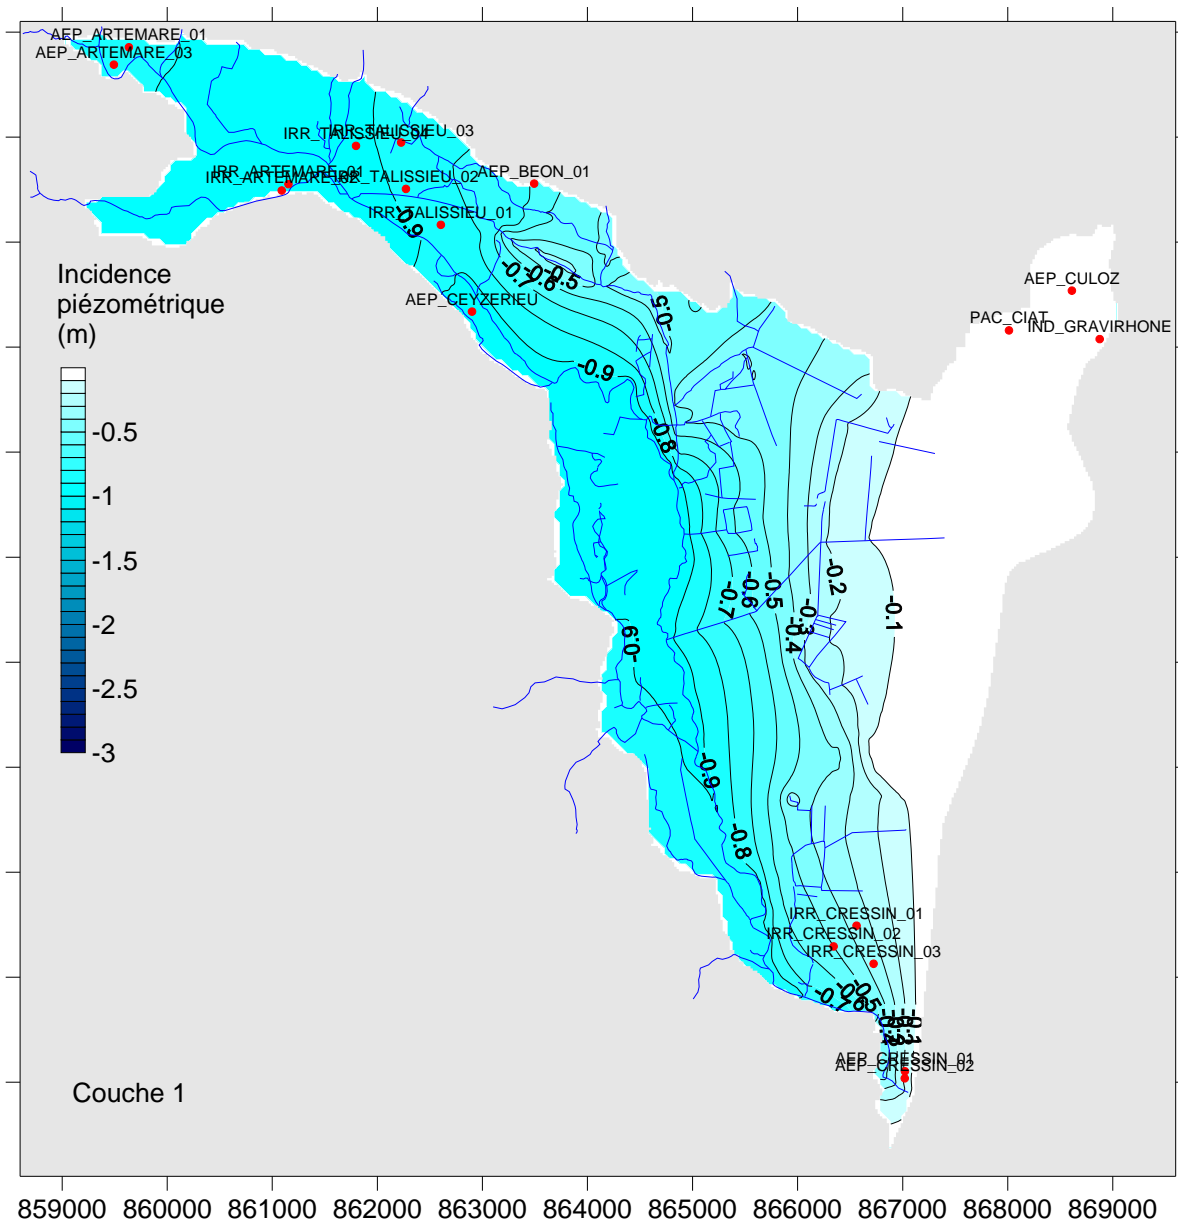 AEP_ARTEMARE_01
AEP_ARTEMARE_03
IRR_TALISSIEU_04
IRR_TALISSIEU_03
IRR_ARTEMARE_01
IRR_ARTEMARE_02
IRR_TALISSIEU_02
AEP_BEON_01
IRR_TALISSIEU_01
-0.9
Incidence
piézométrique
(m)
-0.7
-0.6
-0.5
AEP_CULOZ
AEP_CEYZERIEU
-0.5
PAC_CIAT
IND_GRAVIRHONE
-0.9
-0.8
-0.5
-1
-1.5
-2
-2.5
-3
-0.7
-0.6
-0.5
-0.4
-0.3
-0.2
-0.1
-0.9
-0.9
-0.8
IRR_CRESSIN_01
IRR_CRESSIN_02
IRR_CRESSIN_03
-0.7
-0.6
-0.5
-0.1
AEP_CRESSIN_01
AEP_CRESSIN_02
Couche 1
859000 860000 861000 862000 863000 864000 865000 866000 867000 868000 869000